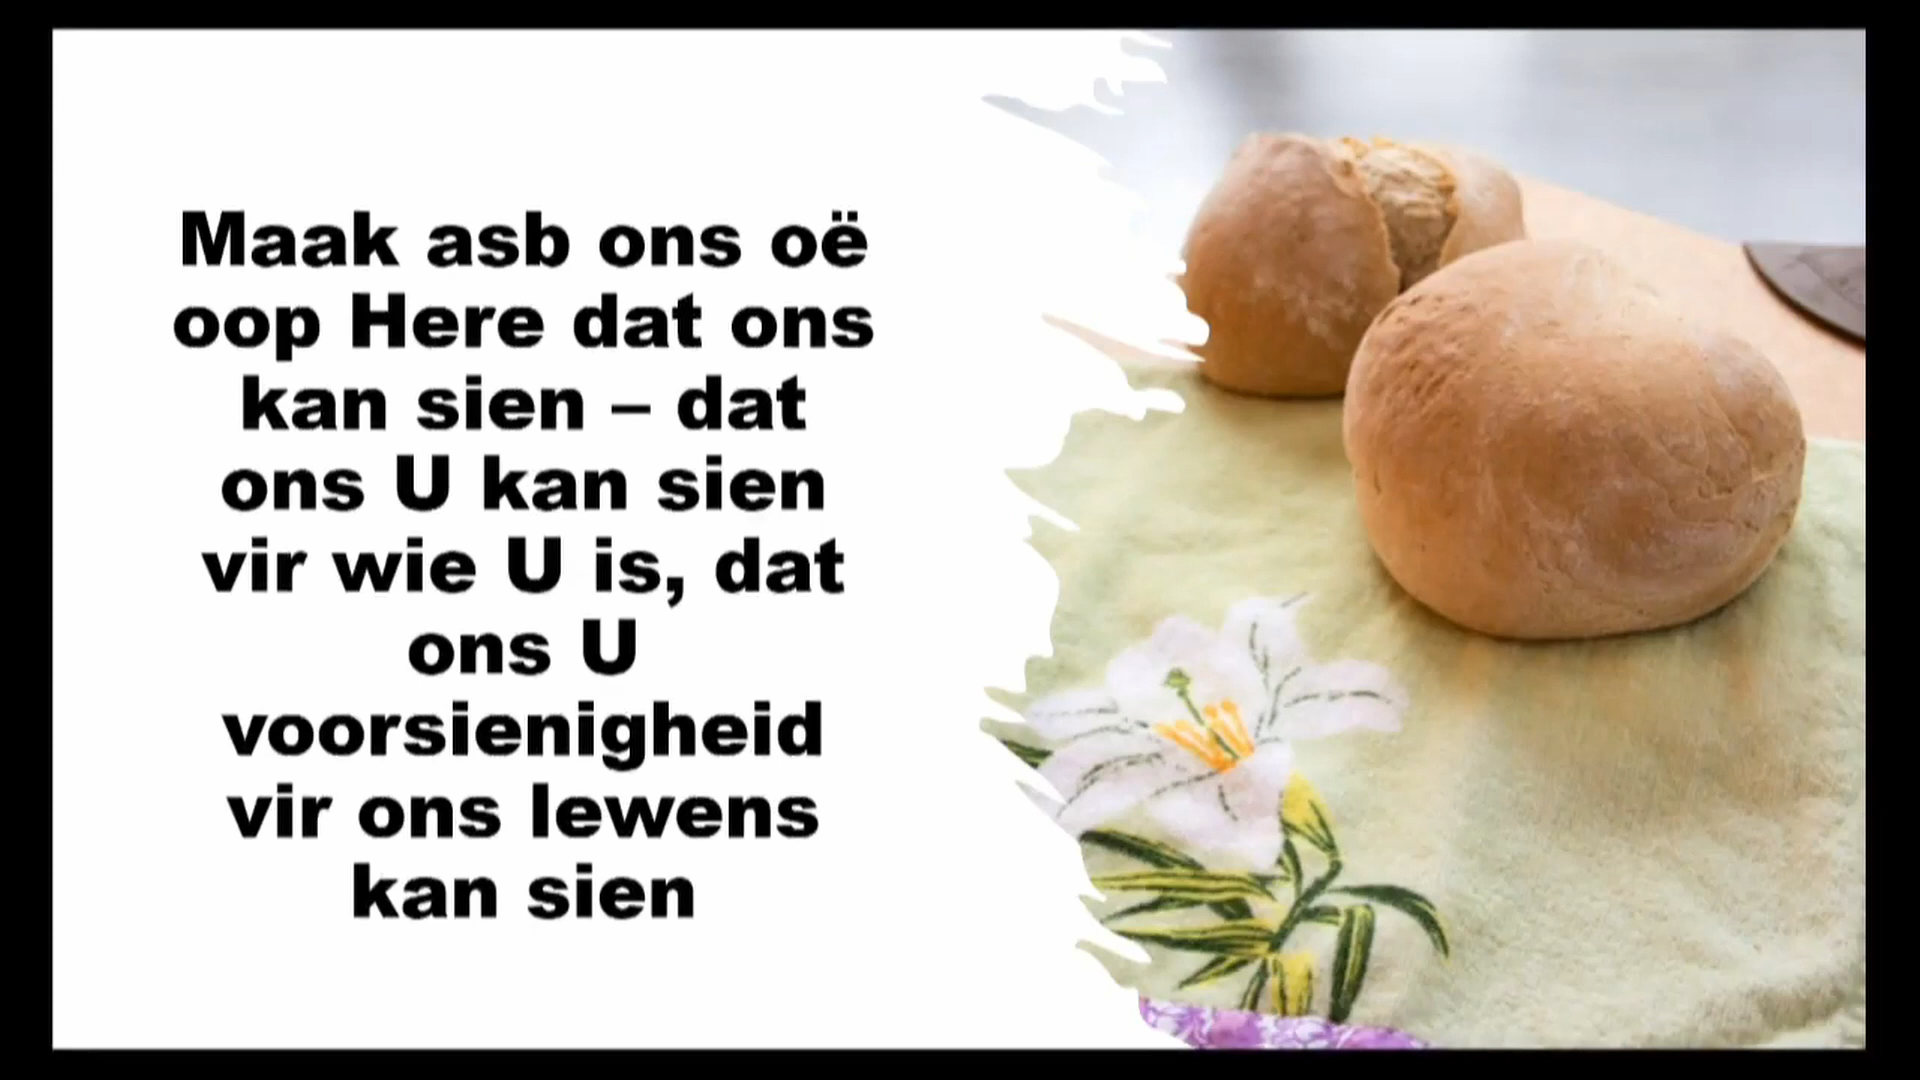 Maak asb ons oë
oop Here dat ons
kan sien – dat
ons U kan sien
vir wie U is, dat
ons U
voorsienigheid
vir ons lewens
kan sien